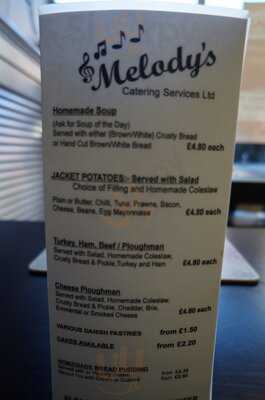 Melody's
Catering Services Ltd
Homemade Soup
(Ask for Soup of the Day)
Served with either (Brown/White) Crusty Bread
or Hand Cut Brown/White Bread £4.80 each
JACKET POTATOES:- Served with Salad
Choice of Filling and Homemade Coleslaw
Plain or Butter, Chilli, Tuna, Prawns, Bacon,
Cheese, Beans, Egg Mayonnaise £4.80 each
Turkey, Ham, Beef / Ploughman
Served with Salad, Homemade Coleslaw,
Crusty Bread & Pickle,Turkey and Ham £4.80 each
Cheese Ploughman
Served with Salad, Homemade Coleslaw,
Crusty Bread & Pickle, Cheddar, Brie,
Emmental or Smoked Cheese £4.80 each
VARIOUS DANISH PASTRIES from £1.50
CAKES AVAILABLE from £2.20
HOMEMADE BREAD PUDDING